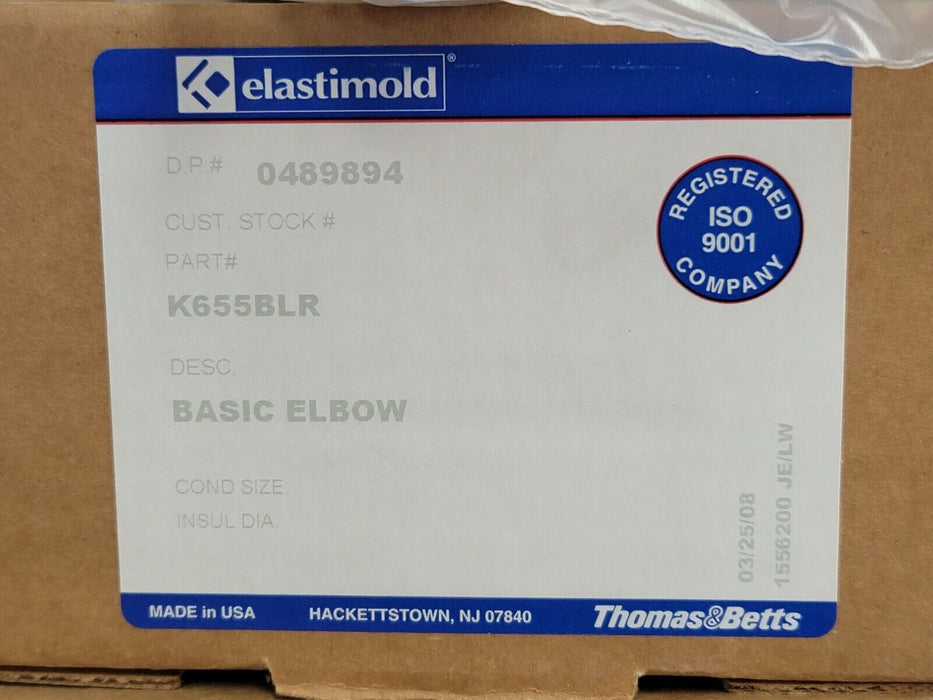 elastimold®
D.P.# 0489894
CUST. STOCK #
PART#
K655BLR
DESC.
BASIC ELBOW
COND SIZE:
INSUL DIA:
REGISTERED
ISO
9001
COMPANY
03/25/08
1556200 JE/LW
MADE in USA
HACKETTSTOWN, NJ 07840
Thomas&Betts